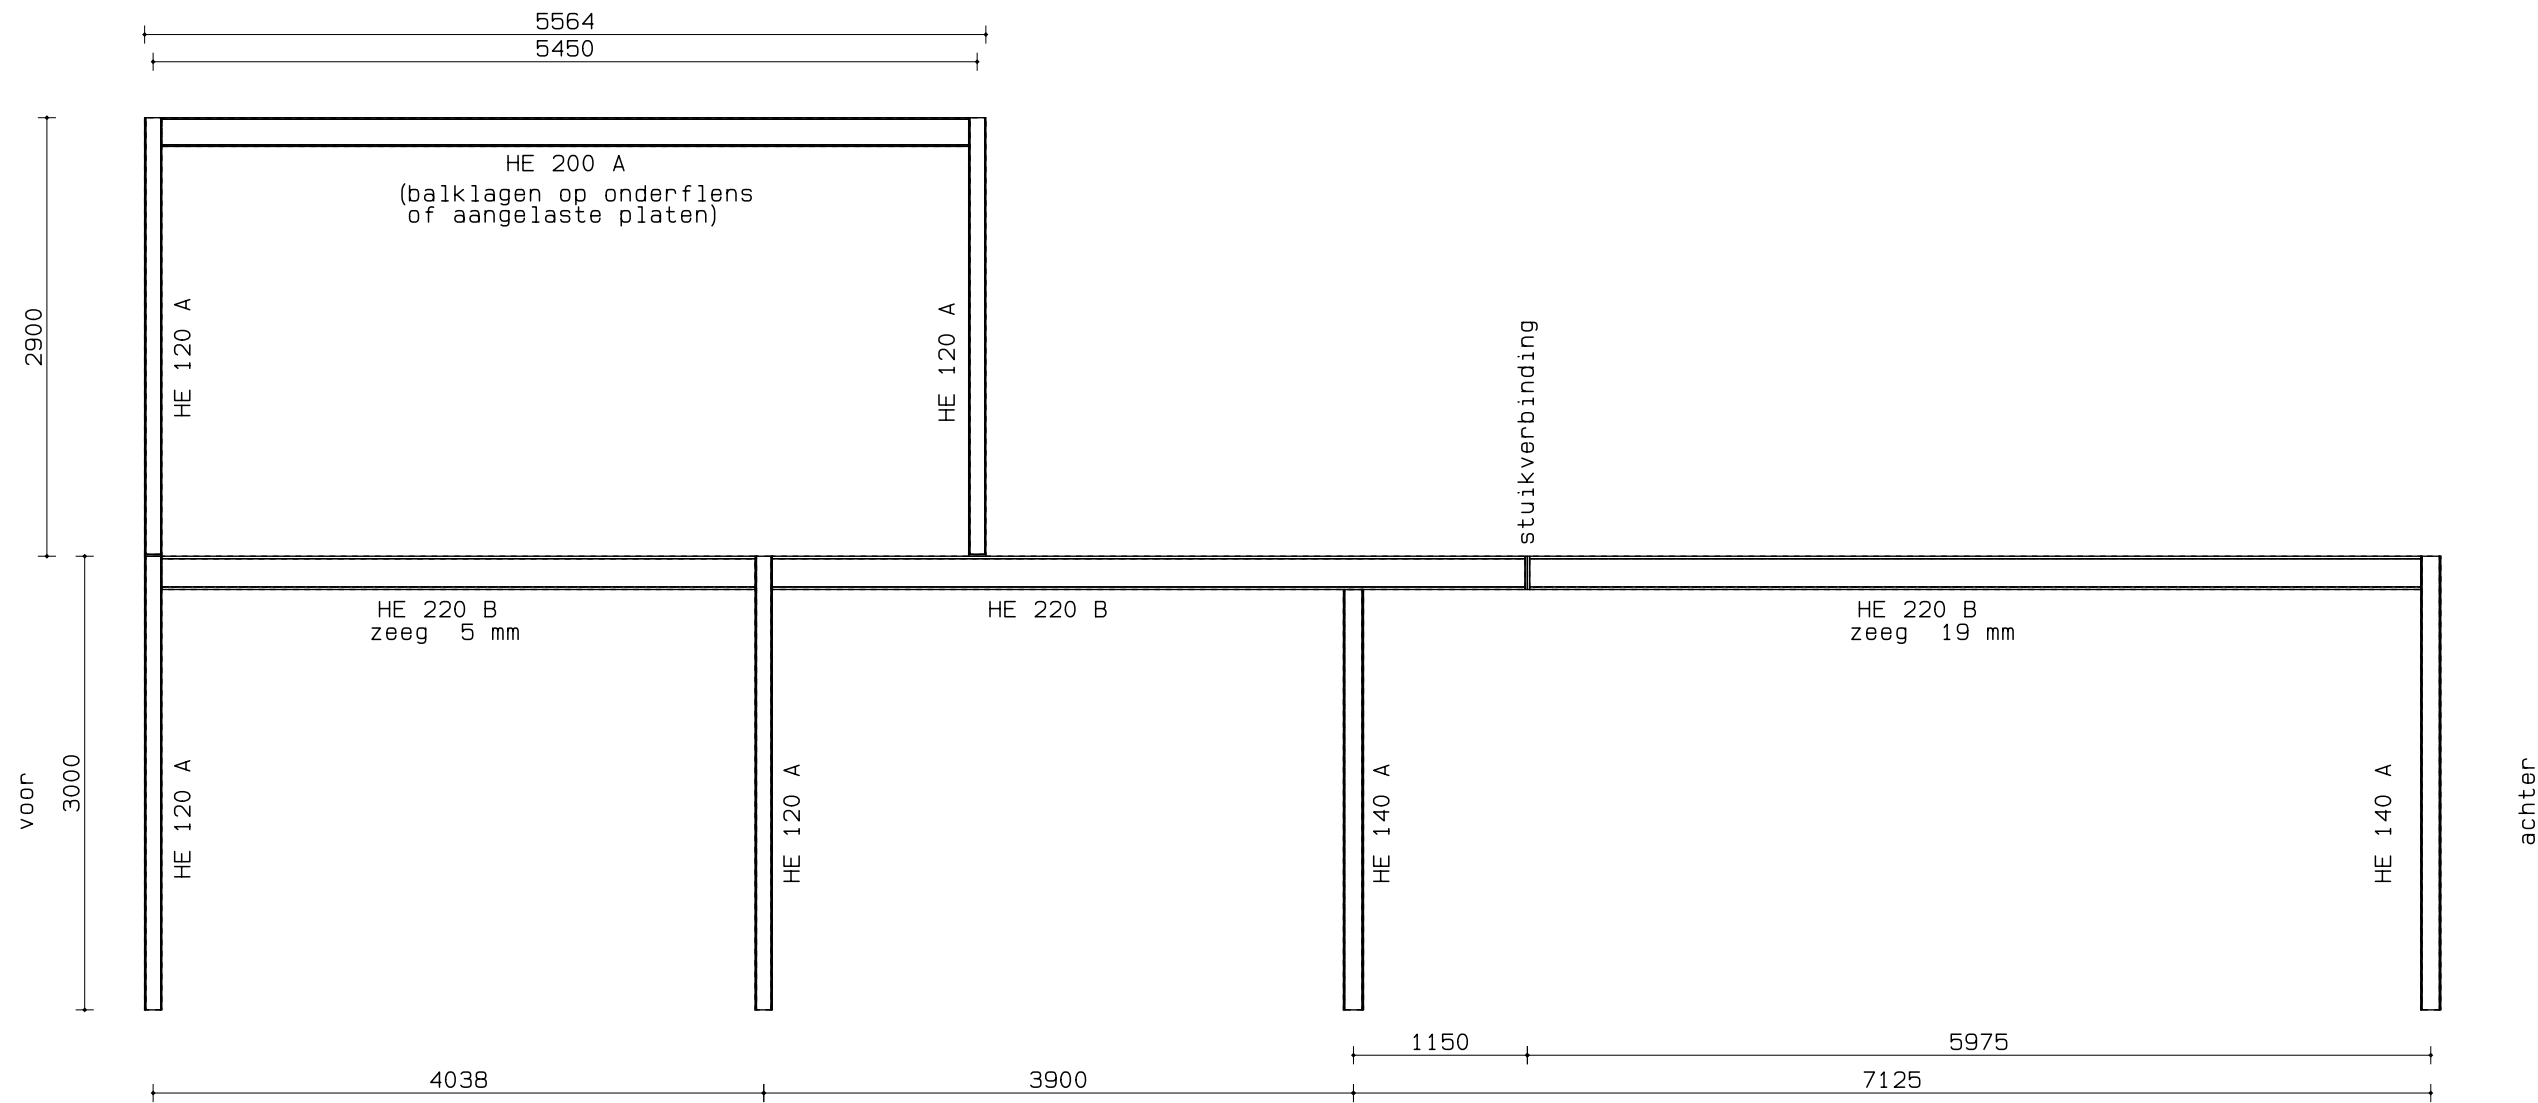 5564
5450
HE 200 A
(balklagen op onderflens
of aangelaste platen)
2900
HE 120 A
HE 120 A
stuikverbinding
HE 220 B
zeeg 5 mm
HE 220 B
HE 220 B
zeeg 19 mm
voor
3000
HE 120 A
HE 120 A
HE 140 A
HE 140 A
achter
1150
5975
4038
3900
7125